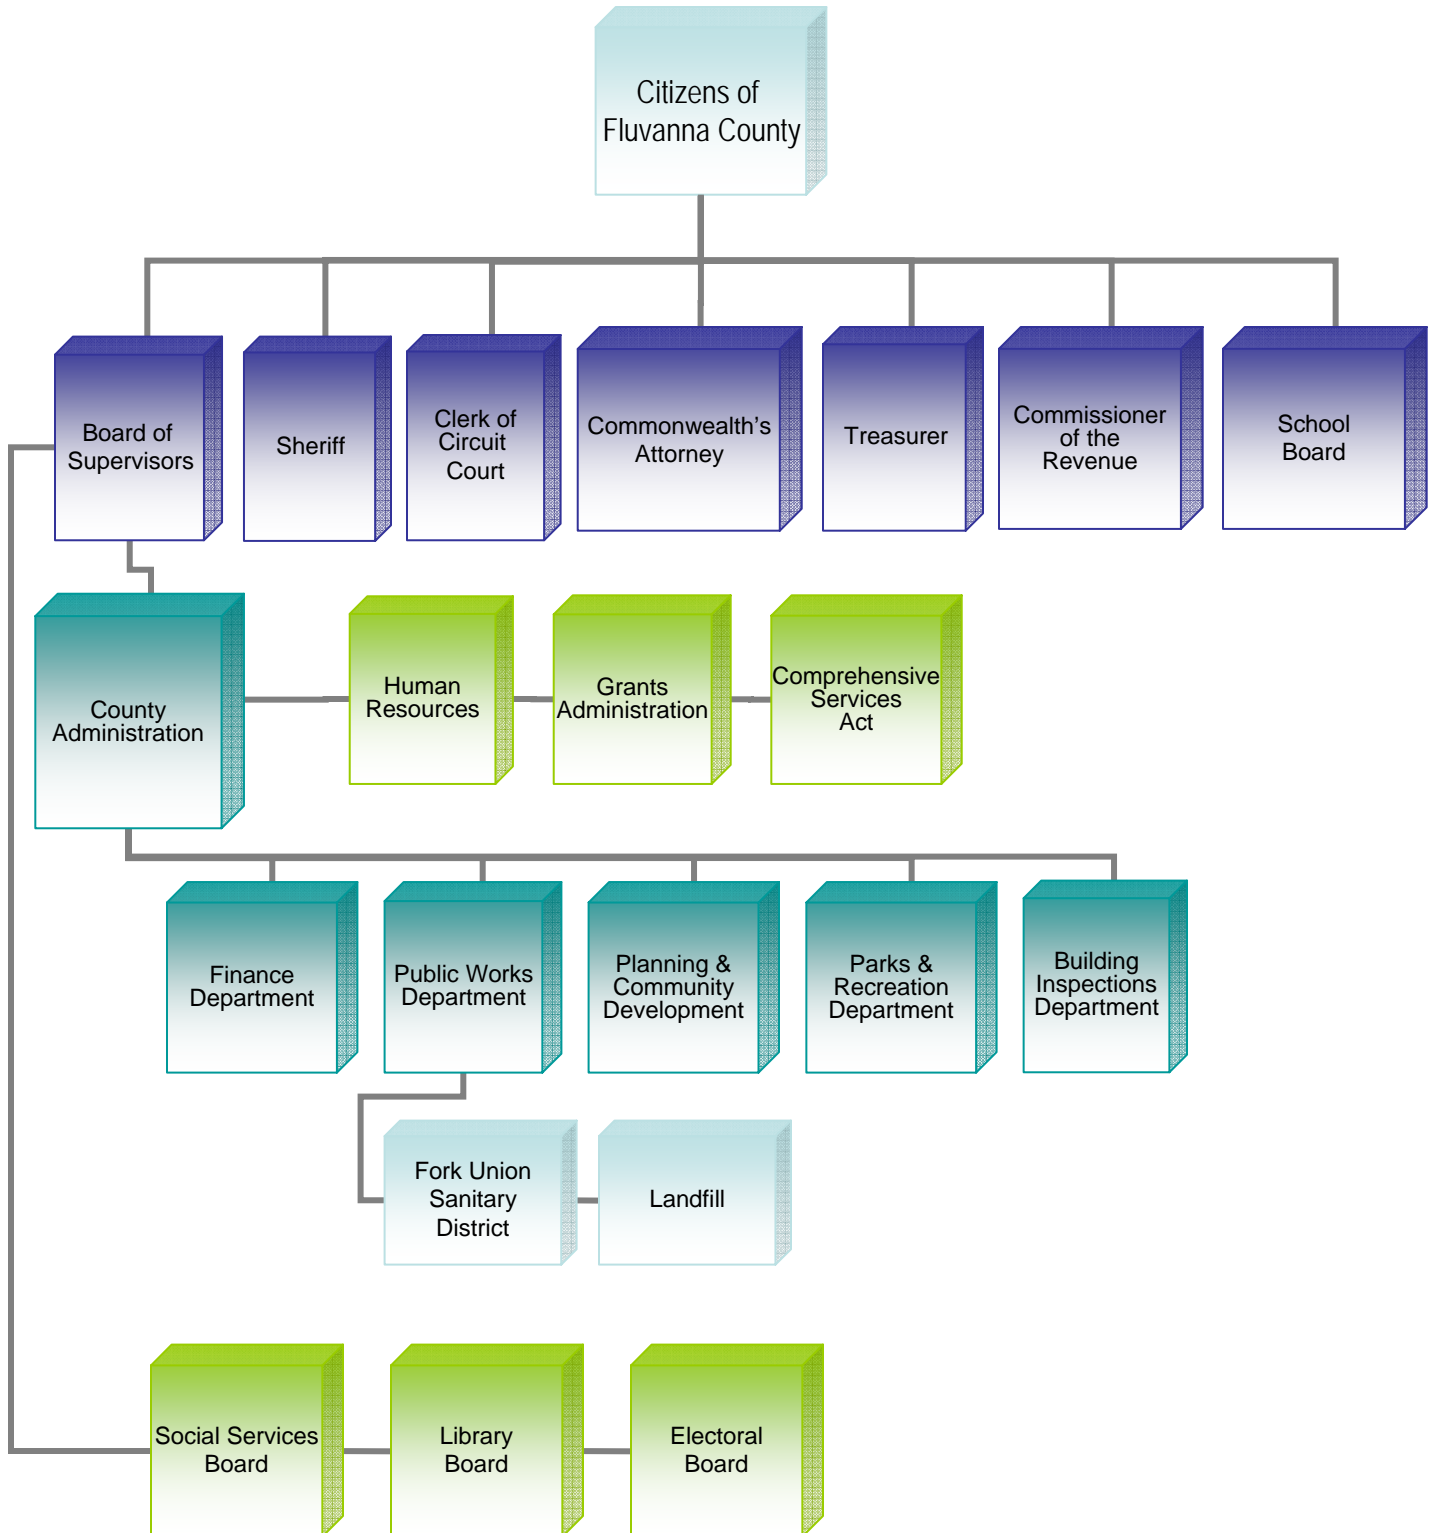 Citizens of
Fluvanna County
Board of
Supervisors
Sheriff
Clerk of
Circuit
Court
Commonwealth’s
Attorney
Treasurer
Commissioner
of the
Revenue
School
Board
County
Administration
Human
Resources
Grants
Administration
Comprehensive
Services
Act
Finance
Department
Public Works
Department
Planning &
Community
Development
Parks &
Recreation
Department
Building
Inspections
Department
Fork Union
Sanitary
District
Landfill
Social Services
Board
Library
Board
Electoral
Board